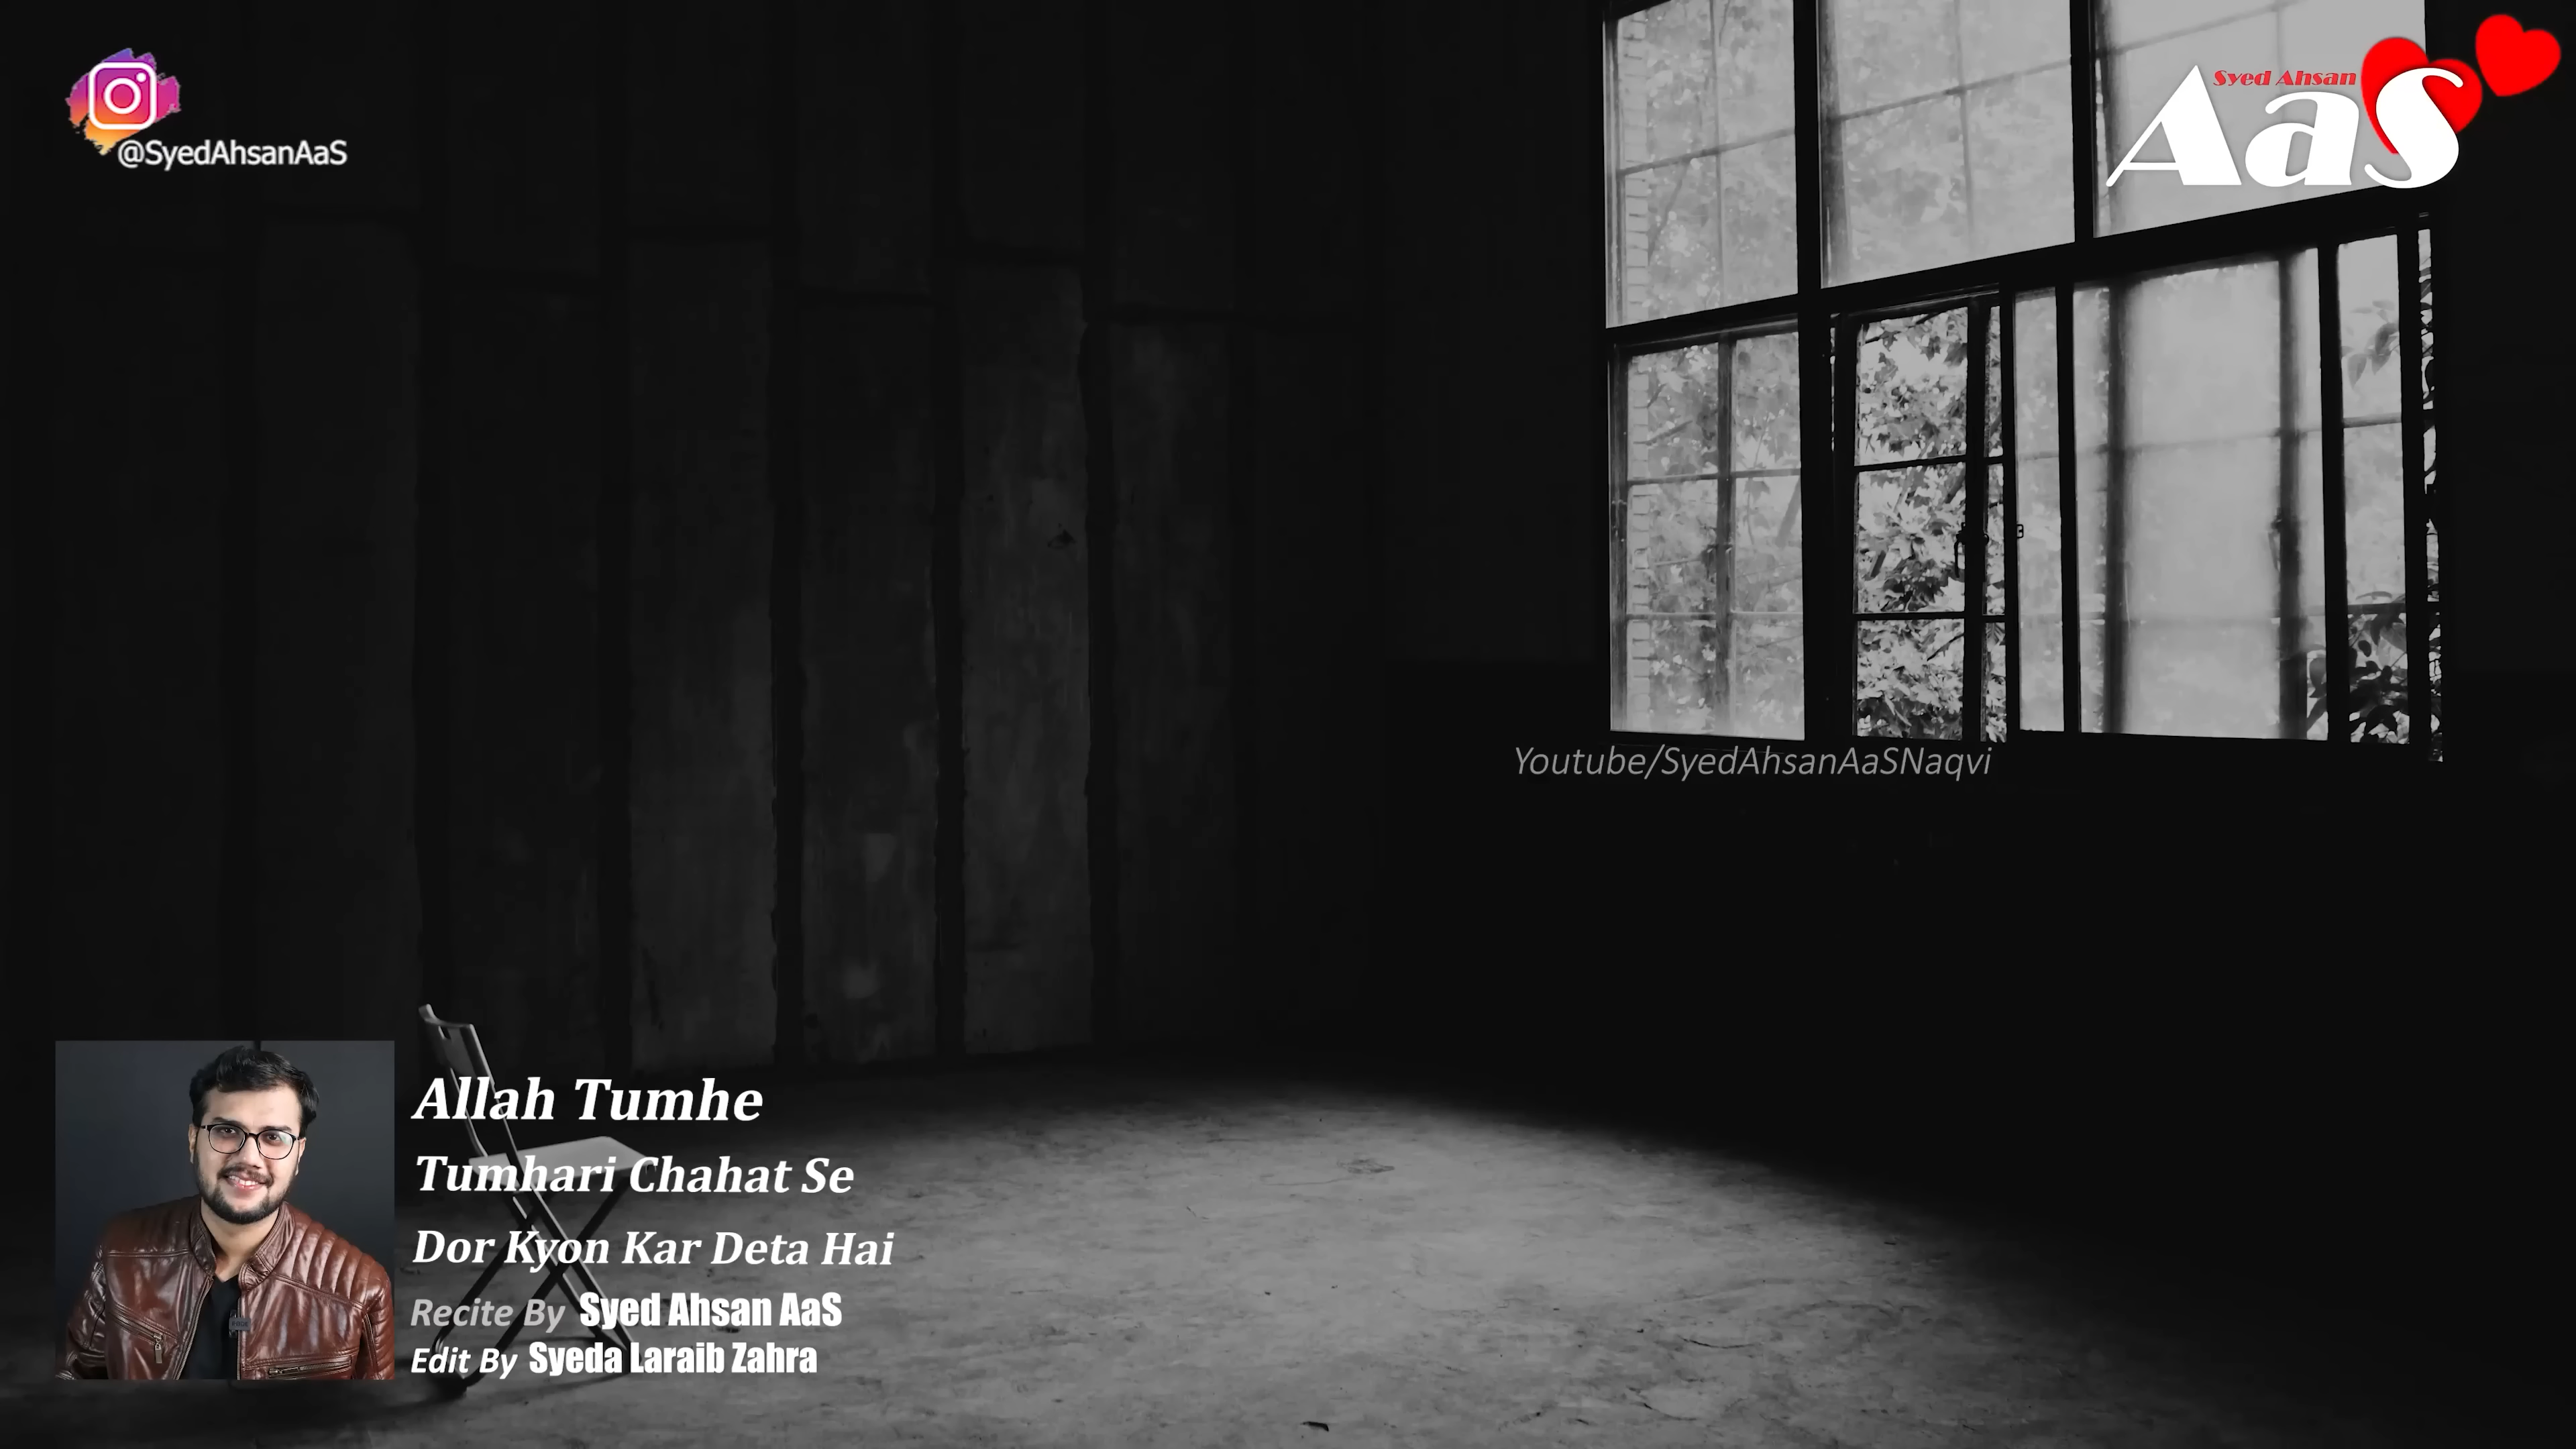 @SyedAhsanAaS
Syed Ahsan
AaS
Youtube/SyedAhsanAaSNaqvi
Allah Tumhe
Tumhari Chahat Se
Dor Kyon Kar Deta Hai
Recite By Syed Ahsan AaS
Edit By Syeda Laraib Zahra